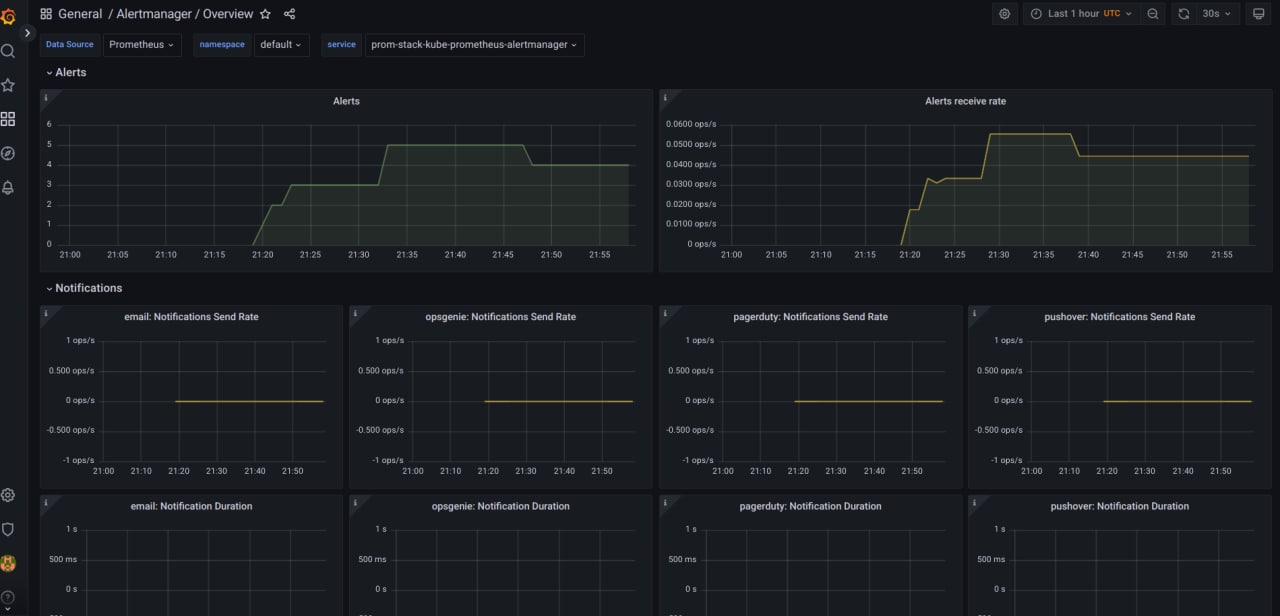 General / Alertmanager / Overview
Last 1 hour UTC
30s
Data Source Prometheus namespace default service prom-stack-kube-prometheus-alertmanager
Alerts
Alerts
6
5
4
3
2
1
0
21:00 21:05 21:10 21:15 21:20 21:25 21:30 21:35 21:40 21:45 21:50 21:55
Alerts receive rate
0.0600 ops/s
0.0500 ops/s
0.0400 ops/s
0.0300 ops/s
0.0200 ops/s
0.0100 ops/s
0 ops/s
21:00 21:05 21:10 21:15 21:20 21:25 21:30 21:35 21:40 21:45 21:50 21:55
Notifications
email: Notifications Send Rate
1 ops/s
0.500 ops/s
0 ops/s
-0.500 ops/s
-1 ops/s
21:00 21:10 21:20 21:30 21:40 21:50
opsgenie: Notifications Send Rate
1 ops/s
0.500 ops/s
0 ops/s
-0.500 ops/s
-1 ops/s
21:00 21:10 21:20 21:30 21:40 21:50
pagerduty: Notifications Send Rate
1 ops/s
0.500 ops/s
0 ops/s
-0.500 ops/s
-1 ops/s
21:00 21:10 21:20 21:30 21:40 21:50
pushover: Notifications Send Rate
1 ops/s
0.500 ops/s
0 ops/s
-0.500 ops/s
-1 ops/s
21:00 21:10 21:20 21:30 21:40 21:50
email: Notification Duration
1 s
500 ms
0 s
opsgenie: Notification Duration
1 s
500 ms
0 s
pagerduty: Notification Duration
1 s
500 ms
0 s
pushover: Notification Duration
1 s
500 ms
0 s